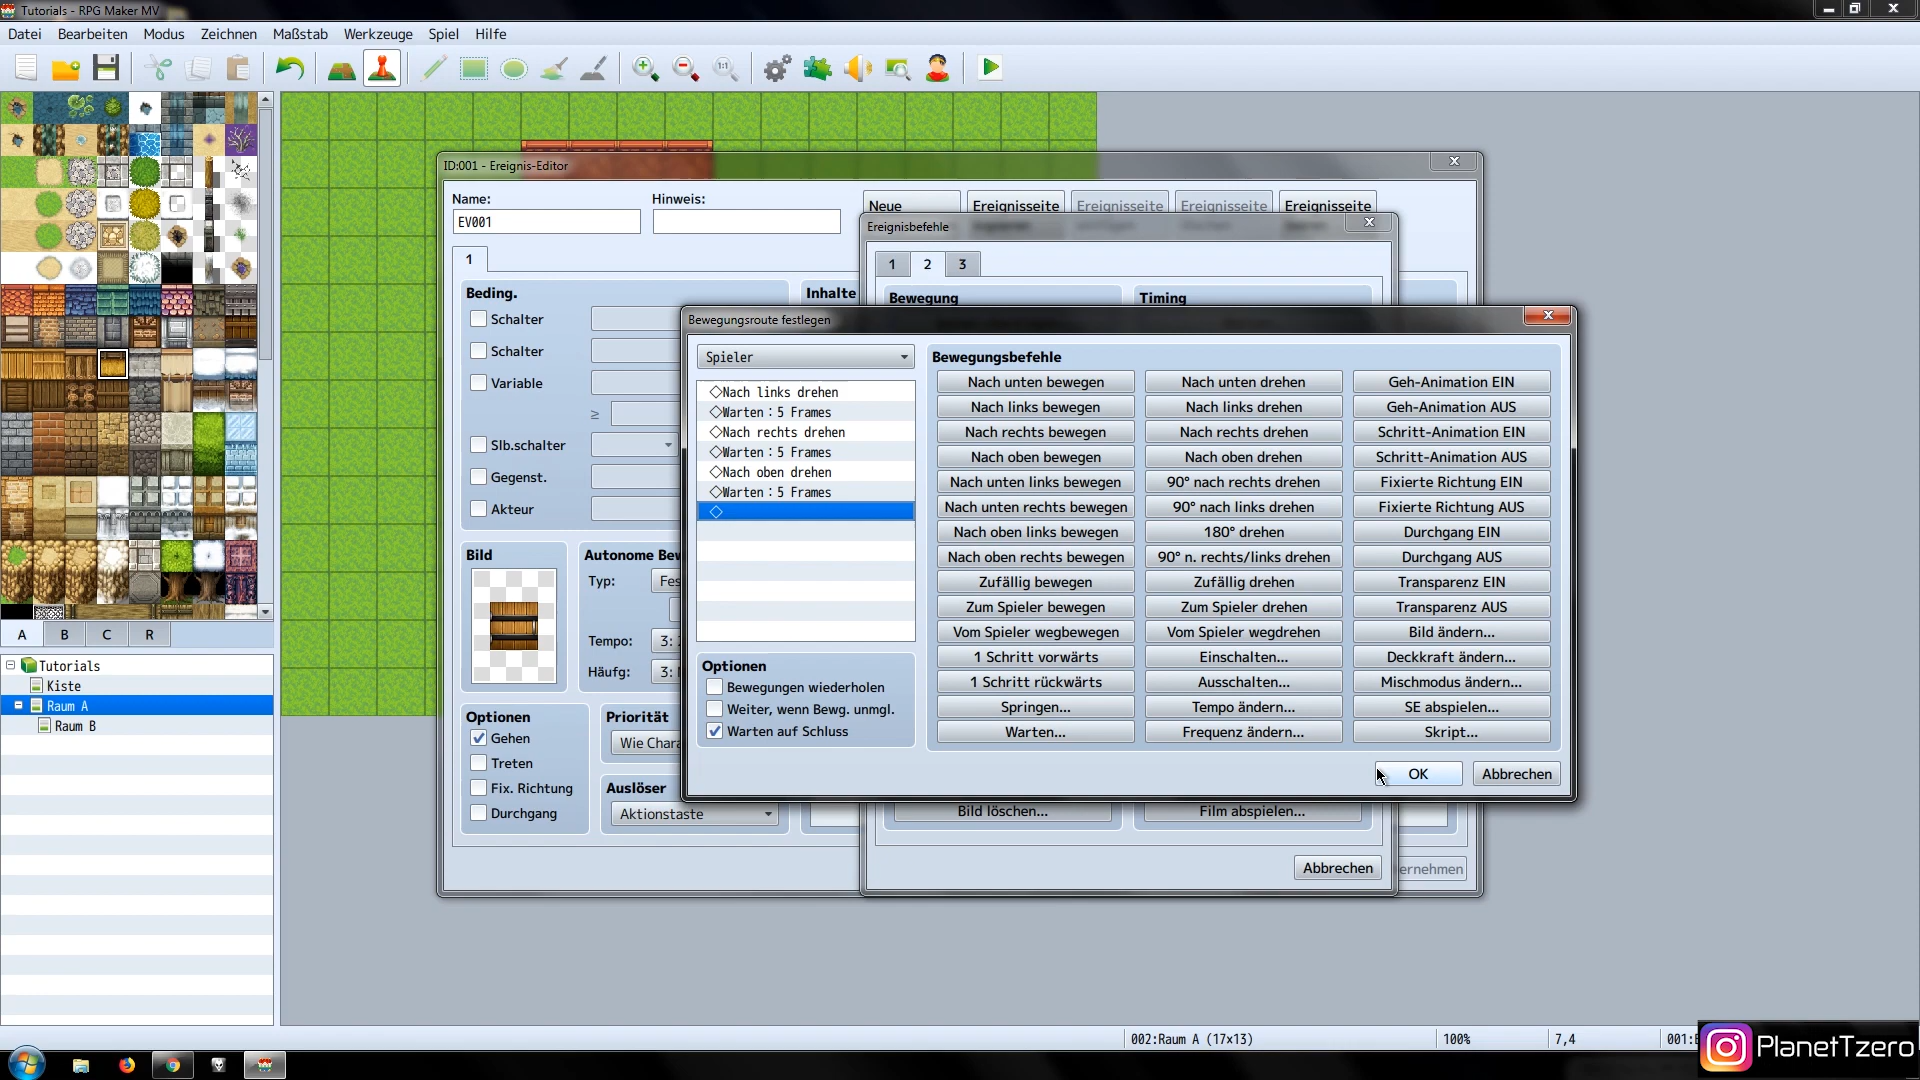 Tutorials - RPG Maker MV
Datei Bearbeiten Modus Zeichnen Maßstab Werkzeuge Spiel Hilfe
1:1
ID:001 - Ereignis-Editor
Name:
EV001
Hinweis:
Neue
Ereignisseite
Ereignisseite
Ereignisseite
Ereignisseite
1
Beding.
Schalter
Schalter
Variable
≥
Slb.schalter
Gegenst.
Akteur
Inhalte
Bild
Autonome Bew
Typ:
Fes
Tempo:
3:
Häufg:
3:
Optionen
Gehen
Treten
Fix. Richtung
Durchgang
Priorität
Wie Chara
Auslöser
Aktionstaste
Ereignisbefehle
1 2 3
Bewegung
Timing
Bild löschen...
Film abspielen...
Abbrechen
ernehmen
Bewegungsroute festlegen
Spieler
◇Nach links drehen
◇Warten：5 Frames
◇Nach rechts drehen
◇Warten：5 Frames
◇Nach oben drehen
◇Warten：5 Frames
◇
Optionen
Bewegungen wiederholen
Weiter, wenn Bewg. unmgl.
Warten auf Schluss
Bewegungsbefehle
Nach unten bewegen
Nach links bewegen
Nach rechts bewegen
Nach oben bewegen
Nach unten links bewegen
Nach unten rechts bewegen
Nach oben links bewegen
Nach oben rechts bewegen
Zufällig bewegen
Zum Spieler bewegen
Vom Spieler wegbewegen
1 Schritt vorwärts
1 Schritt rückwärts
Springen...
Warten...
Nach unten drehen
Nach links drehen
Nach rechts drehen
Nach oben drehen
90° nach rechts drehen
90° nach links drehen
180° drehen
90° n. rechts/links drehen
Zufällig drehen
Zum Spieler drehen
Vom Spieler wegdrehen
Einschalten...
Ausschalten...
Tempo ändern...
Frequenz ändern...
Geh-Animation EIN
Geh-Animation AUS
Schritt-Animation EIN
Schritt-Animation AUS
Fixierte Richtung EIN
Fixierte Richtung AUS
Durchgang EIN
Durchgang AUS
Transparenz EIN
Transparenz AUS
Bild ändern...
Deckkraft ändern...
Mischmodus ändern...
SE abspielen...
Skript...
OK
Abbrechen
A B C R
Tutorials
Kiste
Raum A
Raum B
002:Raum A (17x13)
100%
7,4
001:E
PlanetTzero